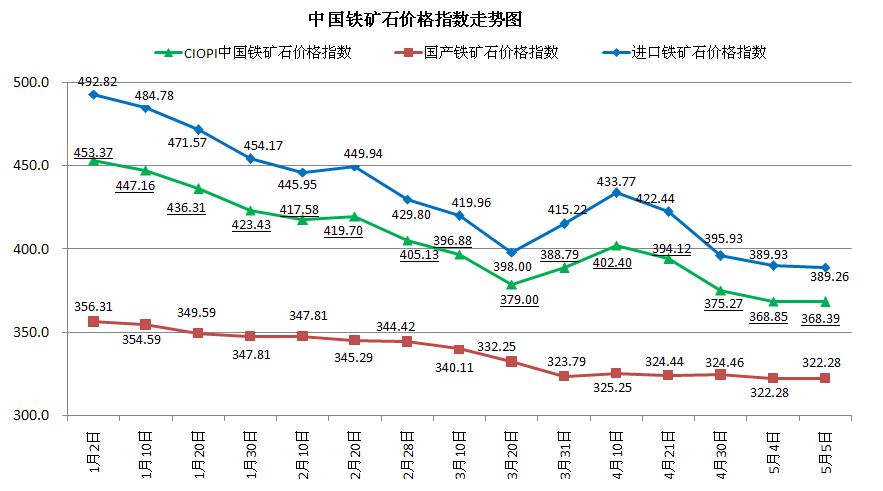 中国铁矿石价格指数走势图
CIOPI中国铁矿石价格指数 国产铁矿石价格指数 进口铁矿石价格指数
500.0
450.0
400.0
350.0
300.0
492.82 484.78 471.57 454.17 445.95 449.94 429.80 419.96 398.00 415.22 433.77 422.44 395.93 389.93 389.26
453.37 447.16 436.31 423.43 417.58 419.70 405.13 396.88 379.00 388.79 402.40 394.12 375.27 368.85 368.39
356.31 354.59 349.59 347.81 347.81 345.29 344.42 340.11 332.25 323.79 325.25 324.44 324.46 322.28 322.28
1月2日 1月10日 1月20日 1月30日 2月10日 2月20日 2月28日 3月10日 3月20日 3月31日 4月10日 4月21日 4月30日 5月4日 5月5日